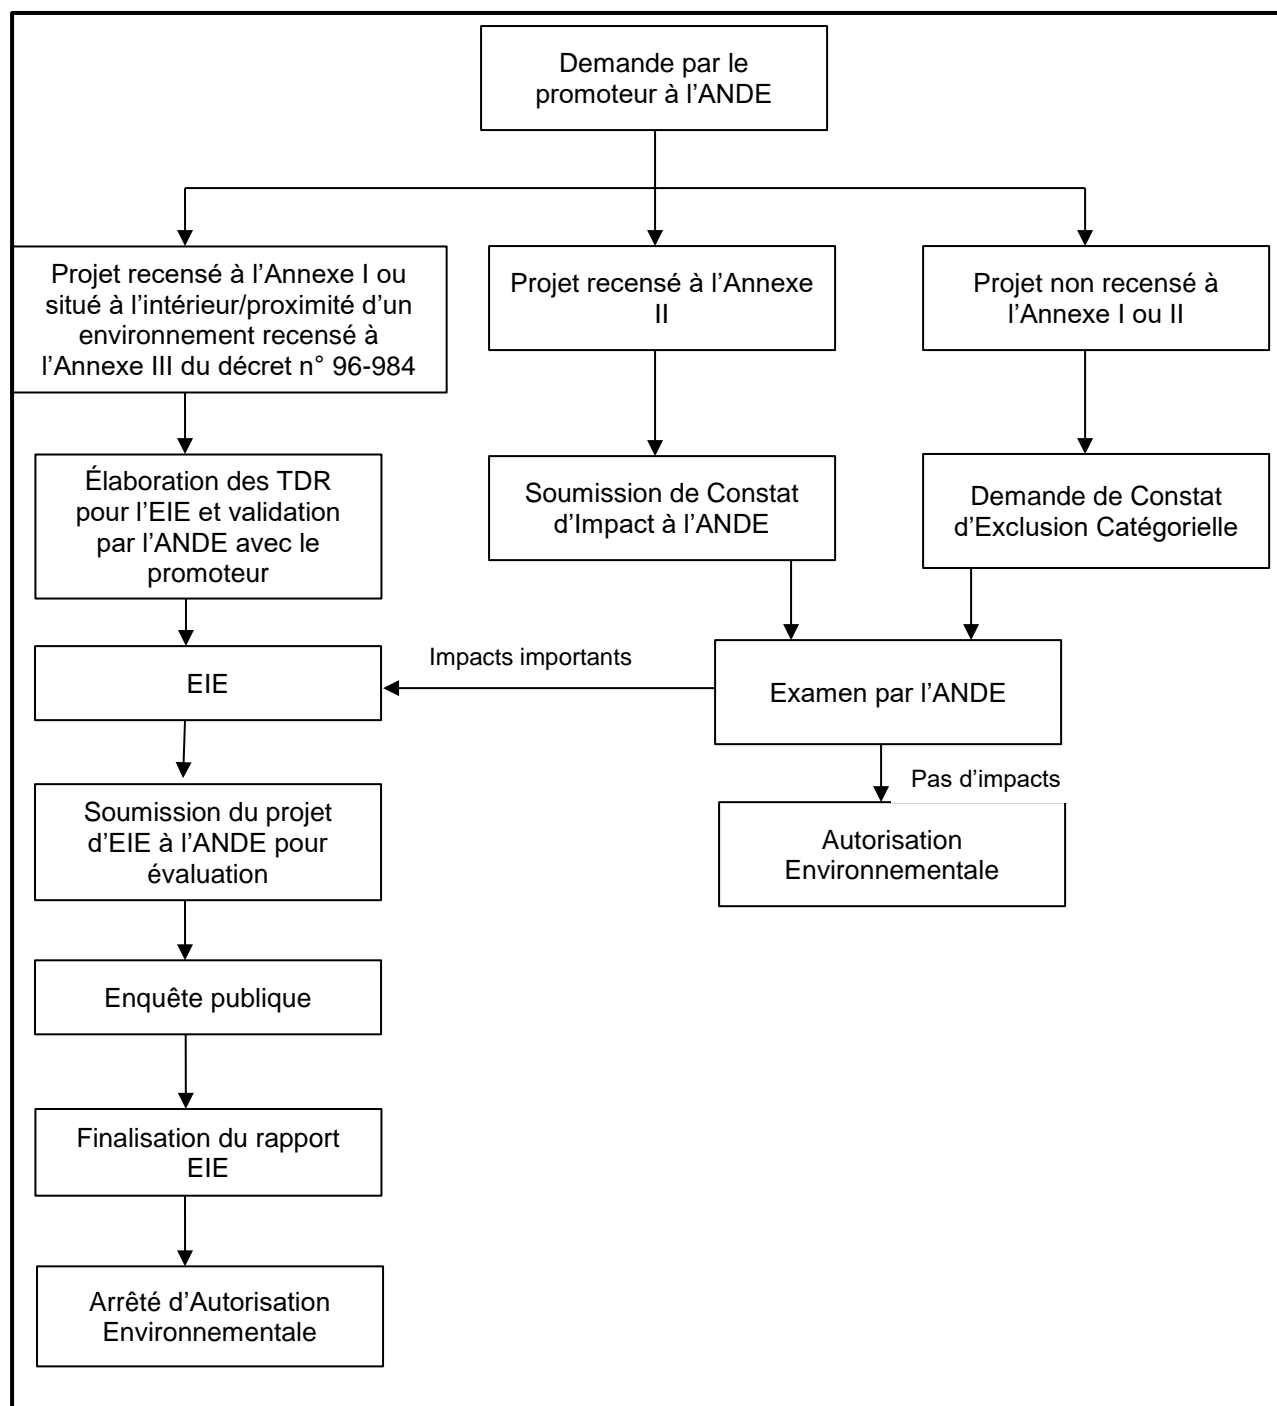 Demande par le
promoteur à l’ANDE
Projet recensé à l’Annexe I ou
situé à l’intérieur/proximité d’un
environnement recensé à
l’Annexe III du décret n° 96-984
Projet recensé à l’Annexe
II
Projet non recensé à
l’Annexe I ou II
Élaboration des TDR
pour l’EIE et validation
par l’ANDE avec le
promoteur
Soumission de Constat
d’Impact à l’ANDE
Demande de Constat
d’Exclusion Catégorielle
EIE
Impacts importants
Examen par l’ANDE
Pas d’impacts
Soumission du projet
d’EIE à l’ANDE pour
évaluation
Autorisation
Environnementale
Enquête publique
Finalisation du rapport
EIE
Arrêté d’Autorisation
Environnementale